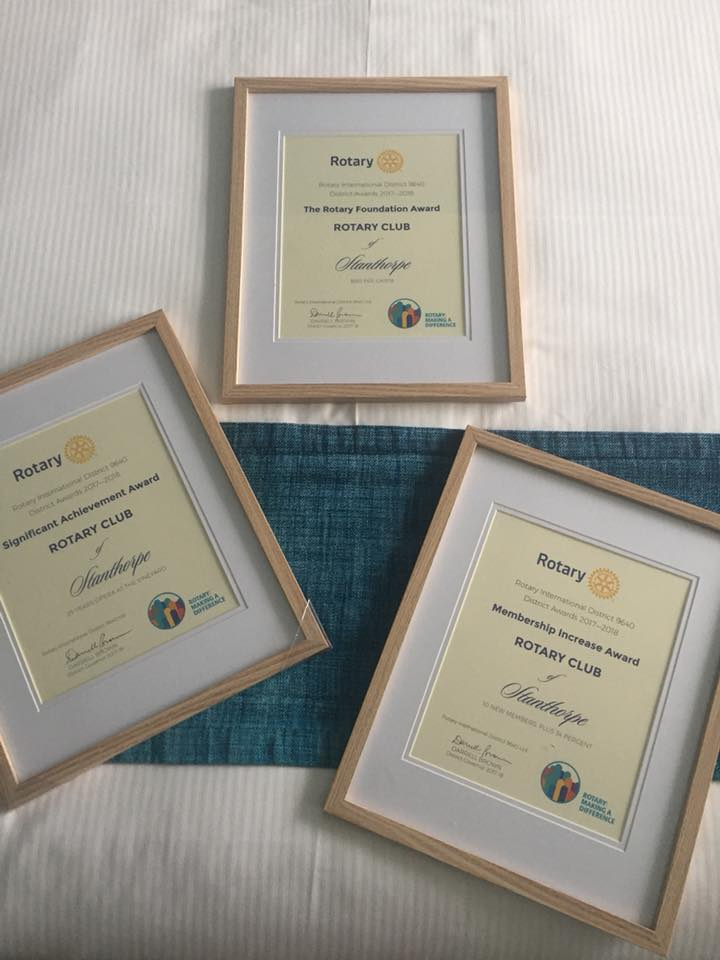 Rotary
Rotary International District 9640
District Awards 2017–2018
The Rotary Foundation Award
ROTARY CLUB
of
Stanthorpe
Rotary International District 9640 Ltd
DARRELL BROWN
District Governor 2017-18
ROTARY:
MAKING A
DIFFERENCE
Rotary
Rotary International District 9640
District Awards 2017–2018
Significant Achievement Award
ROTARY CLUB
of
Stanthorpe
25 YEARS OPERA AT THE VINEYARD
Rotary International District 9640 Ltd
DARRELL BROWN
District Governor 2017-18
ROTARY:
MAKING A
DIFFERENCE
Rotary
Rotary International District 9640
District Awards 2017–2018
Membership Increase Award
ROTARY CLUB
of
Stanthorpe
10 NEW MEMBERS, PLUS 34 PERCENT
Rotary International District 9640 Ltd
DARRELL BROWN
District Governor 2017-18
ROTARY:
MAKING A
DIFFERENCE